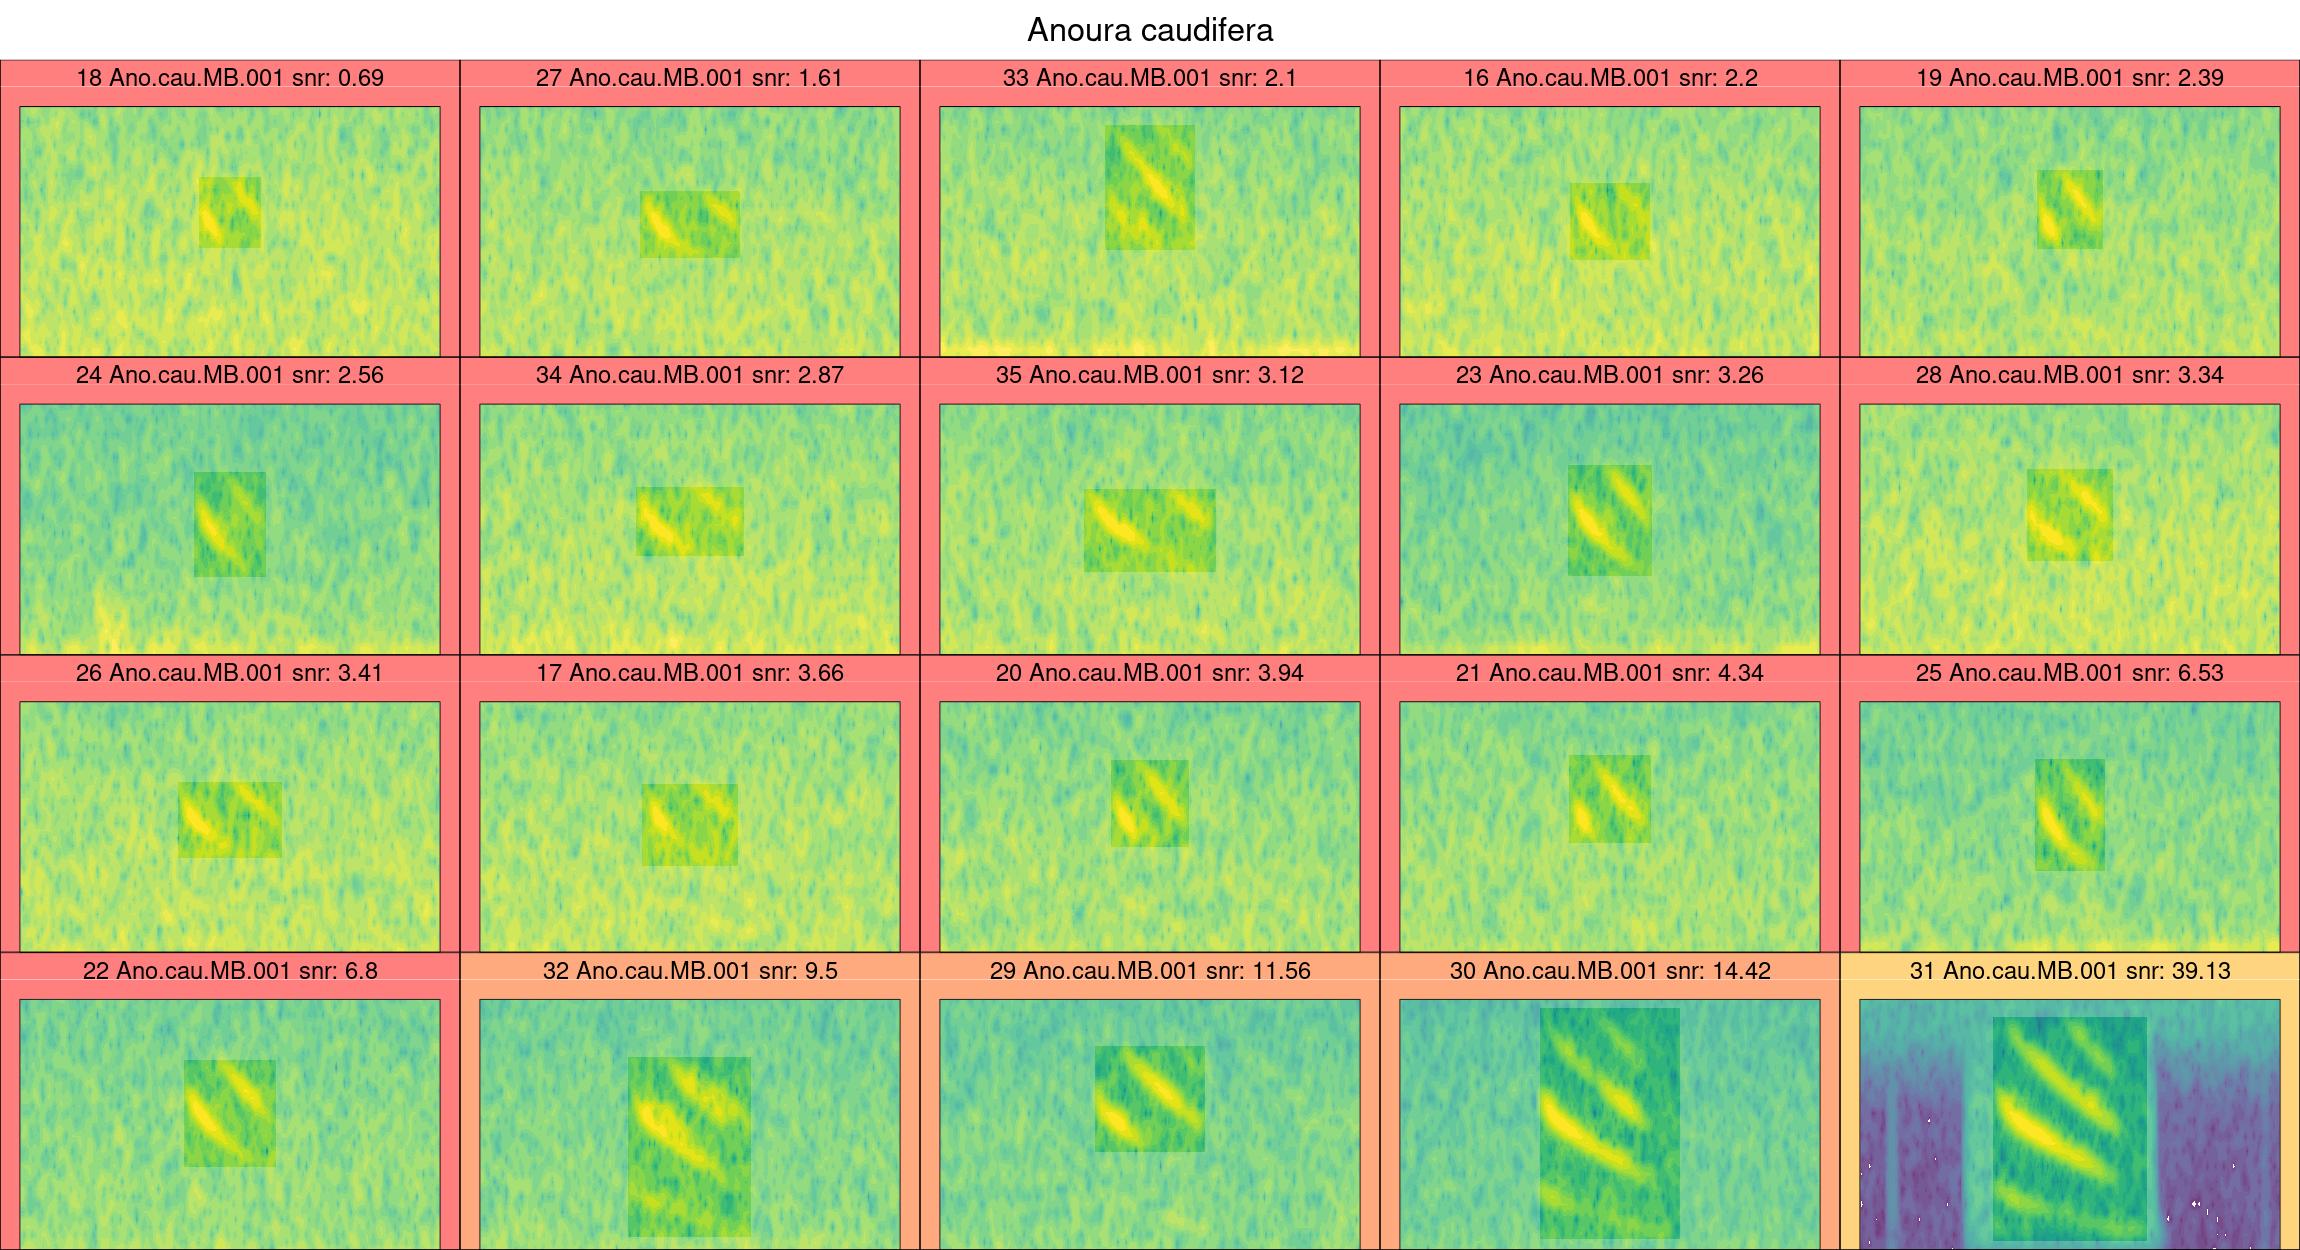 Anoura caudifera
18 Ano.cau.MB.001 snr: 0.69
27 Ano.cau.MB.001 snr: 1.61
33 Ano.cau.MB.001 snr: 2.1
16 Ano.cau.MB.001 snr: 2.2
19 Ano.cau.MB.001 snr: 2.39
24 Ano.cau.MB.001 snr: 2.56
34 Ano.cau.MB.001 snr: 2.87
35 Ano.cau.MB.001 snr: 3.12
23 Ano.cau.MB.001 snr: 3.26
28 Ano.cau.MB.001 snr: 3.34
26 Ano.cau.MB.001 snr: 3.41
17 Ano.cau.MB.001 snr: 3.66
20 Ano.cau.MB.001 snr: 3.94
21 Ano.cau.MB.001 snr: 4.34
25 Ano.cau.MB.001 snr: 6.53
22 Ano.cau.MB.001 snr: 6.8
32 Ano.cau.MB.001 snr: 9.5
29 Ano.cau.MB.001 snr: 11.56
30 Ano.cau.MB.001 snr: 14.42
31 Ano.cau.MB.001 snr: 39.13